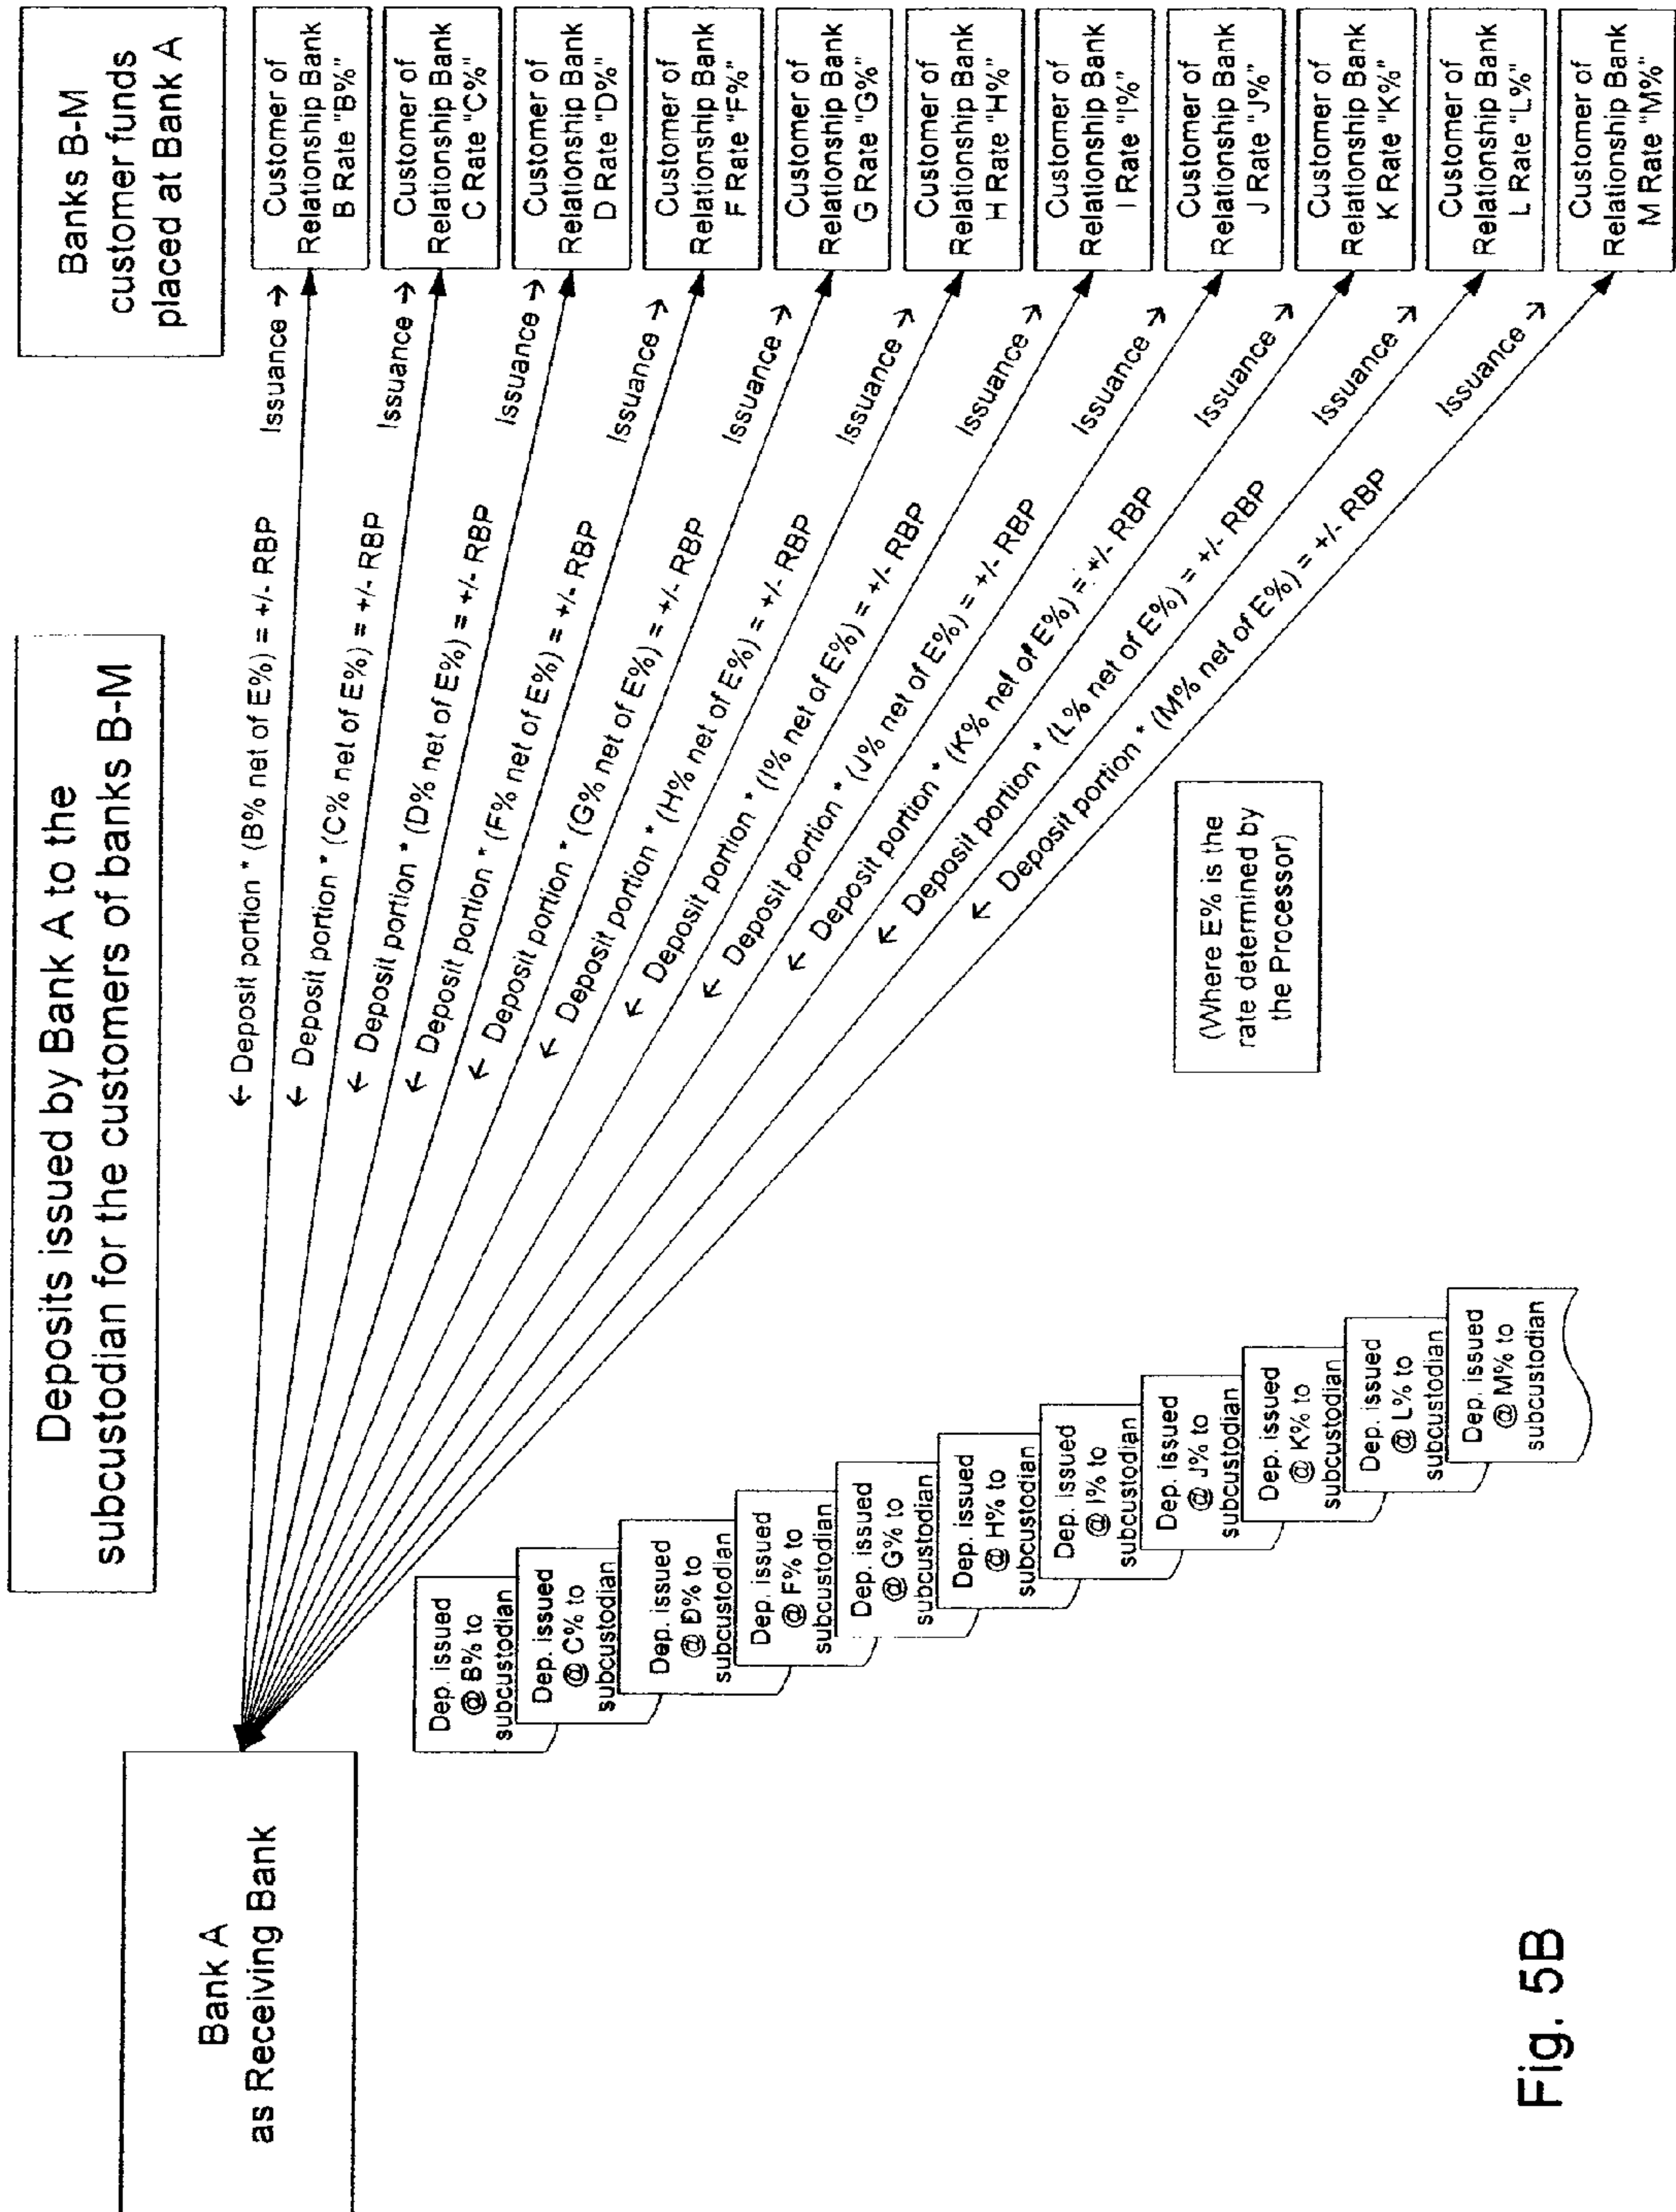 Deposits issued by Bank A to the
subcustodian for the customers of banks B-M
Banks B-M
customer funds
placed at Bank A
Bank A
as Receiving Bank
← Deposit portion * (B% net of E%) = +/- RBP
Issuance →
← Deposit portion * (C% net of E%) = +/- RBP
Issuance →
← Deposit portion * (D% net of E%) = +/- RBP
Issuance →
← Deposit portion * (F% net of E%) = +/- RBP
Issuance →
← Deposit portion * (G% net of E%) = +/- RBP
Issuance →
← Deposit portion * (H% net of E%) = +/- RBP
Issuance →
← Deposit portion * (I% net of E%) = +/- RBP
Issuance →
← Deposit portion * (J% net of E%) = +/- RBP
Issuance →
← Deposit portion * (K% net of E%) = +/- RBP
Issuance →
← Deposit portion * (L% net of E%) = +/- RBP
Issuance →
← Deposit portion * (M% net of E%) = +/- RBP
Issuance →
Customer of
Relationship Bank
B Rate "B%"
Customer of
Relationship Bank
C Rate "C%"
Customer of
Relationship Bank
D Rate "D%"
Customer of
Relationship Bank
F Rate "F%"
Customer of
Relationship Bank
G Rate "G%"
Customer of
Relationship Bank
H Rate "H%"
Customer of
Relationship Bank
I Rate "I%"
Customer of
Relationship Bank
J Rate "J%"
Customer of
Relationship Bank
K Rate "K%"
Customer of
Relationship Bank
L Rate "L%"
Customer of
Relationship Bank
M Rate "M%"
Dep. issued
@ B% to
subcustodian
Dep. issued
@ C% to
subcustodian
Dep. issued
@ D% to
subcustodian
Dep. issued
@ F% to
subcustodian
Dep. issued
@ G% to
subcustodian
Dep. issued
@ H% to
subcustodian
Dep. issued
@ I% to
subcustodian
Dep. issued
@ J% to
subcustodian
Dep. issued
@ K% to
subcustodian
Dep. issued
@ L% to
subcustodian
Dep. issued
@ M% to
subcustodian
(Where E% is the
rate determined by
the Processor)
Fig. 5B